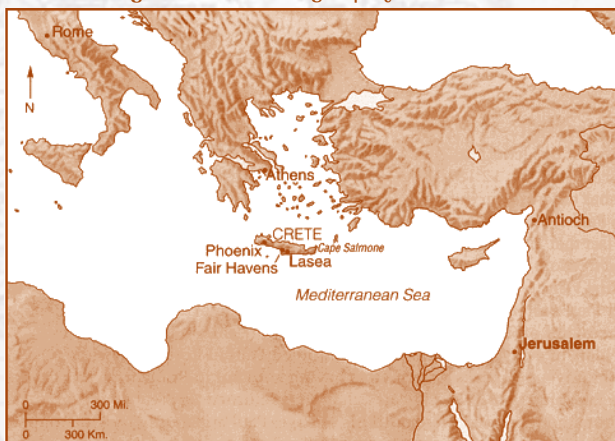 Rome
N
Athens
Antioch
CRETE
Phoenix
Cape Salmone
Fair Havens
Lasea
Mediterranean Sea
Jerusalem
0 300 Mi.
0 300 Km.